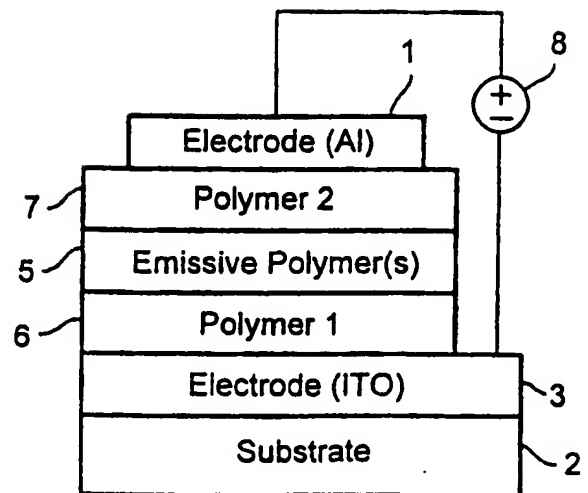 1
8
+
−
Electrode (Al)
7
Polymer 2
5
Emissive Polymer(s)
6
Polymer 1
Electrode (ITO)
3
Substrate
2